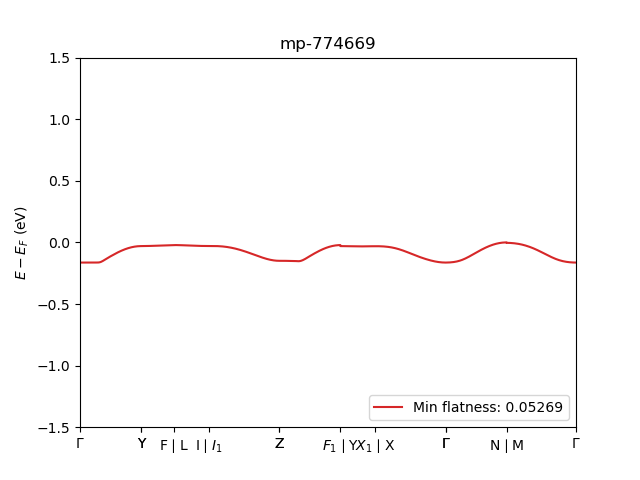 mp-774669
E − E_F (eV)
1.5
1.0
0.5
0.0
−0.5
−1.0
−1.5
Min flatness: 0.05269
Γ Y F | L I | I₁ Z F₁ | Y X₁ | X Γ N | M Γ